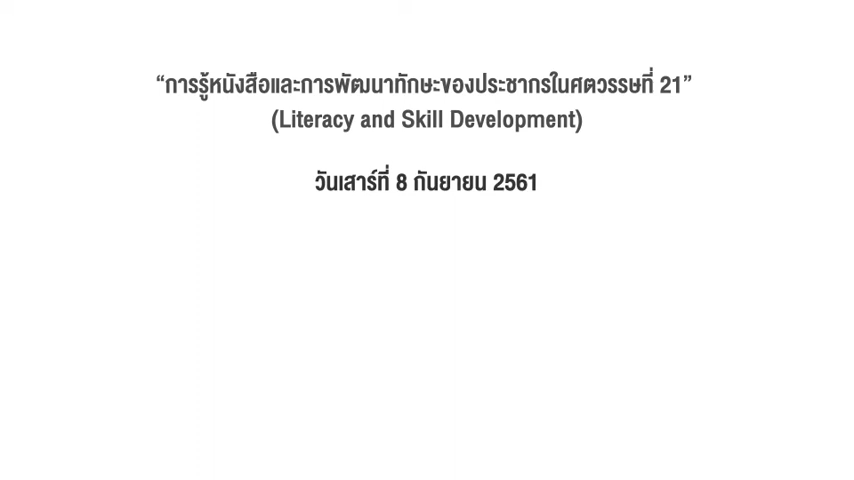 “การรู้หนังสือและการพัฒนาทักษะของประชากรในศตวรรษที่ 21”
(Literacy and Skill Development)
วันเสาร์ที่ 8 กันยายน 2561